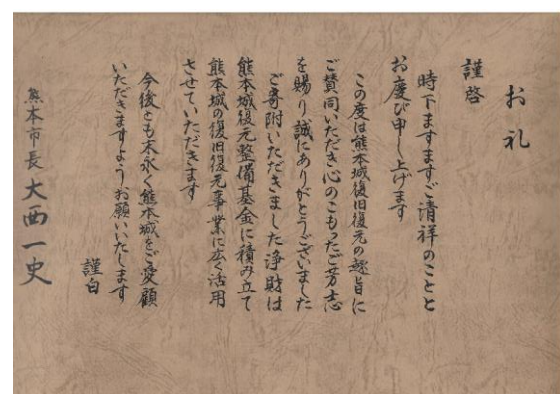 お礼
謹啓
時下ますますご清祥のことと
お慶び申し上げます
この度は熊本城復旧復元の趣旨に
ご賛同いただき心のこもったご芳志
を賜り誠にありがとうございました
ご寄附いただきました浄財は
熊本城復元整備基金に積み立て
熊本城の復旧復元事業に広く活用
させていただきます
今後とも末永く熊本城をご愛顧
いただきますようお願いいたします
謹白
熊本市長 大西一史